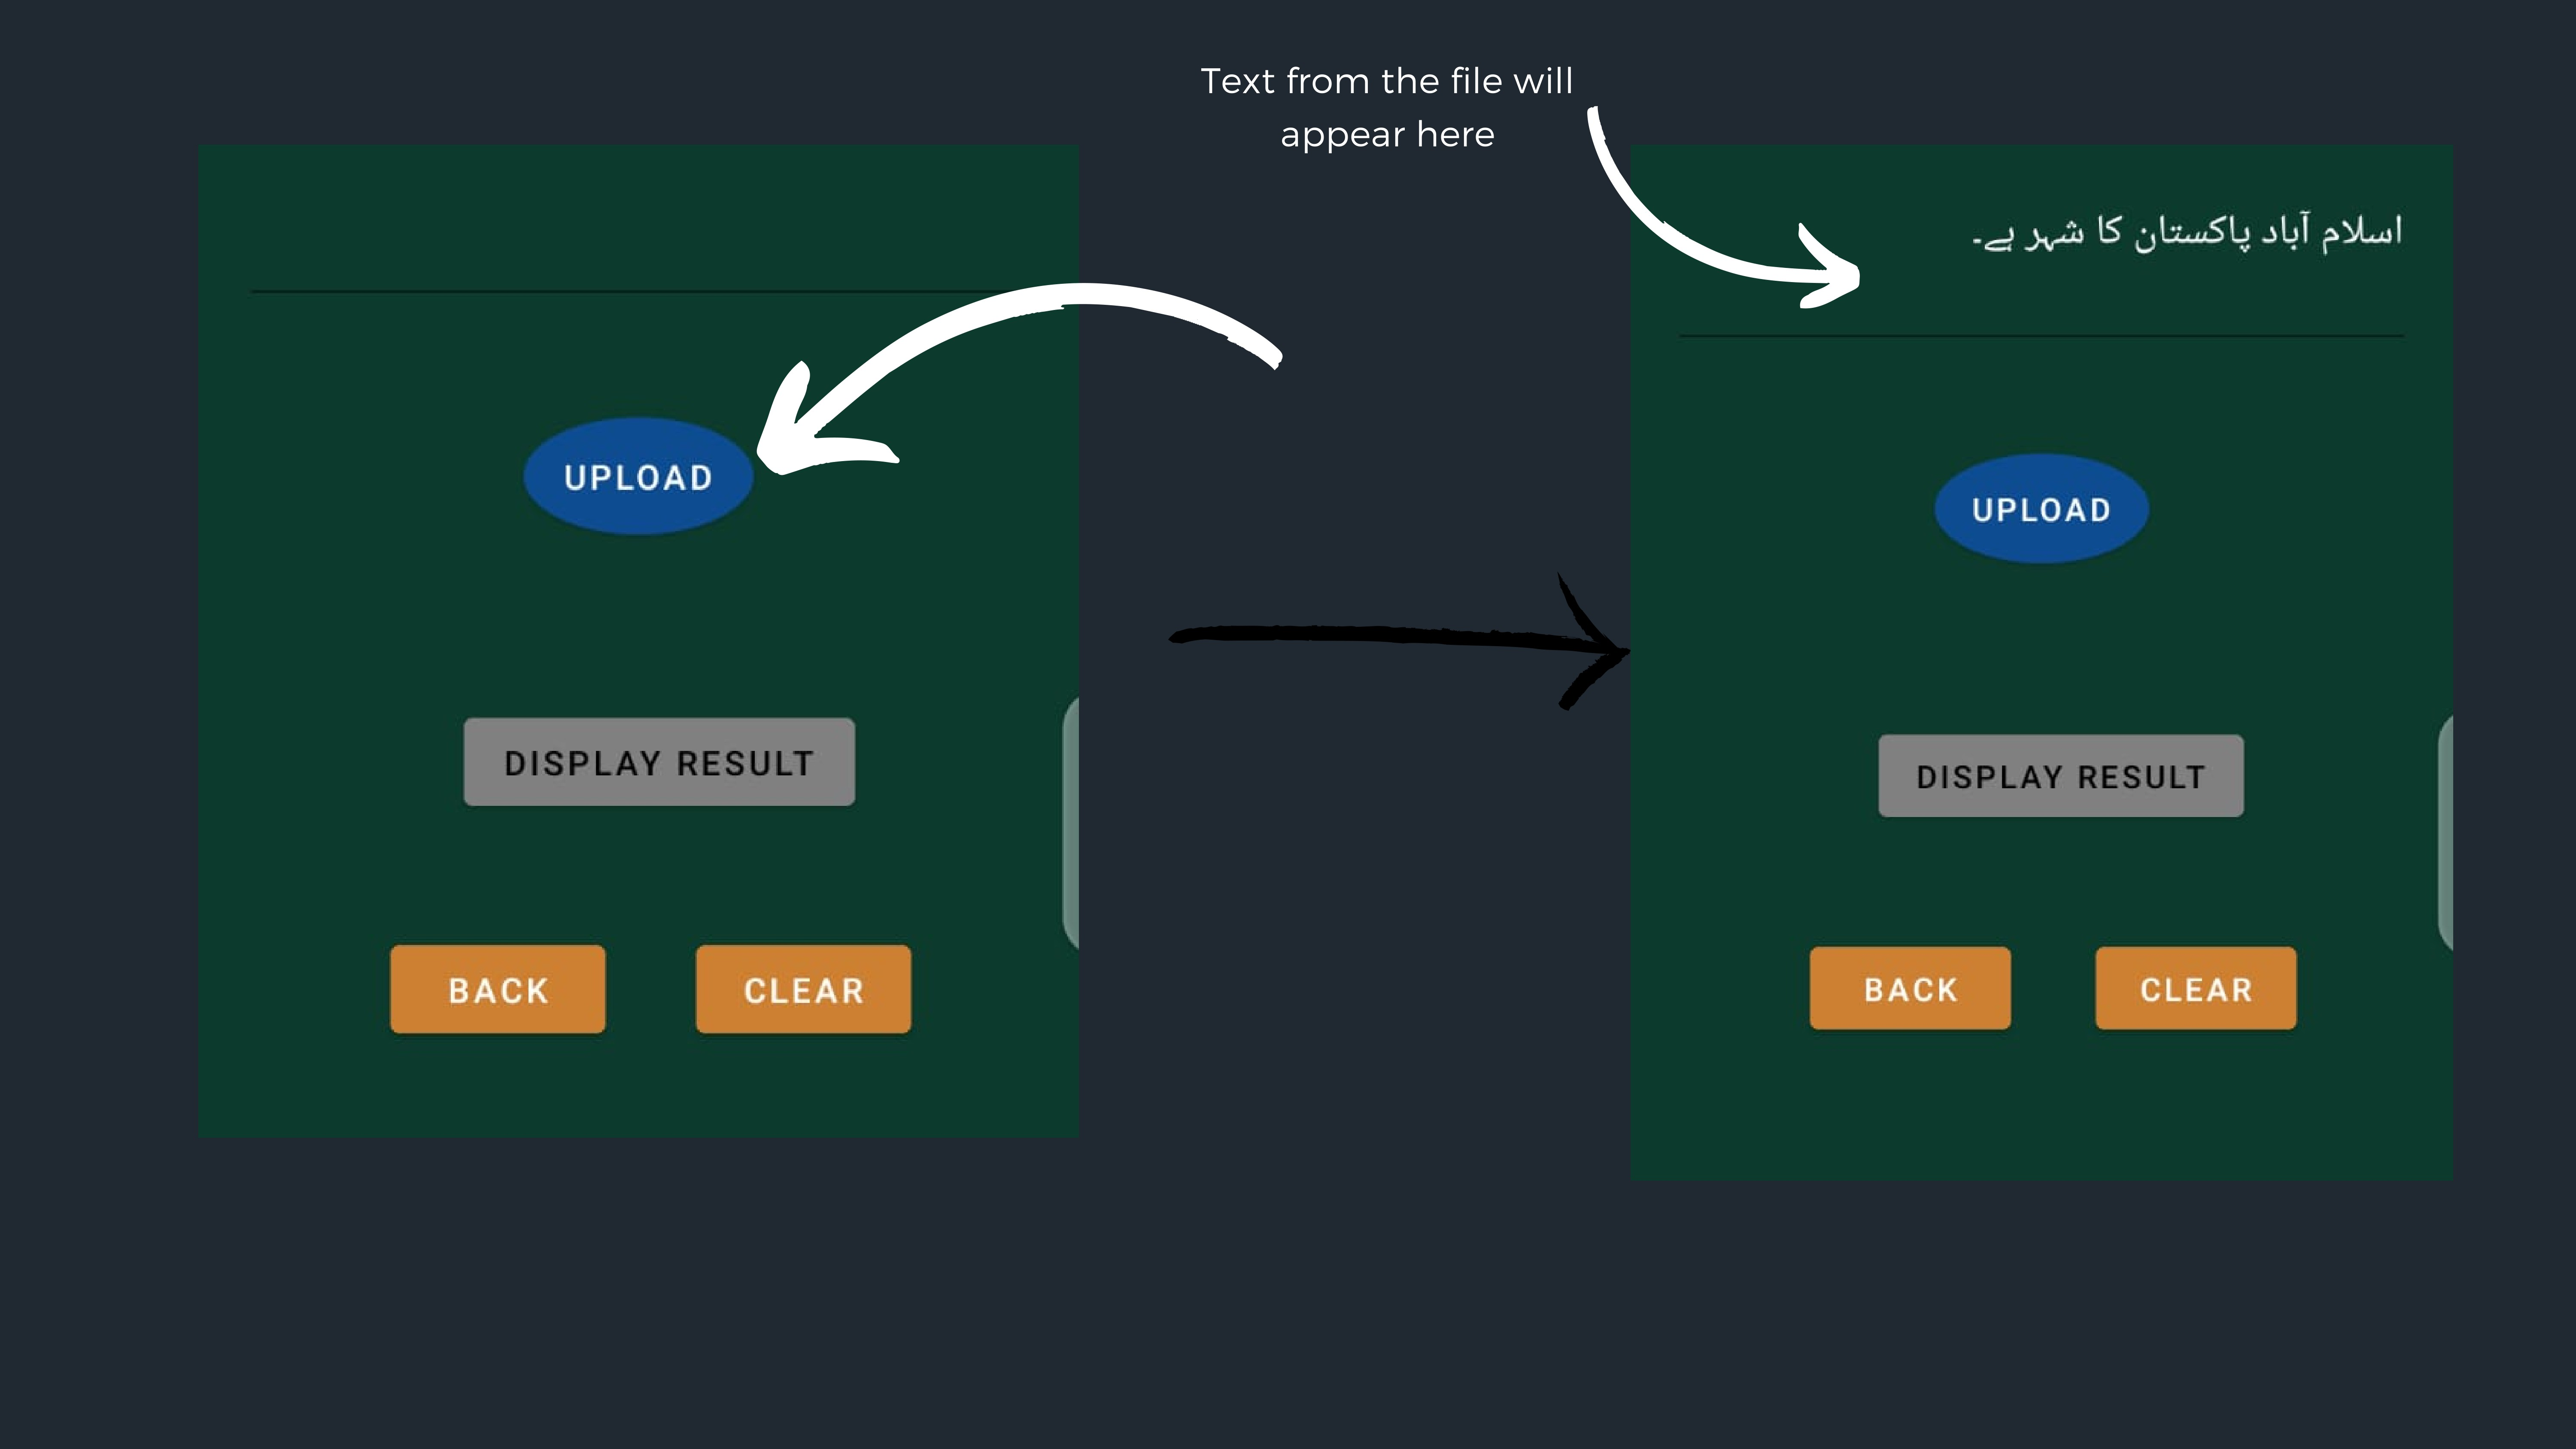 Text from the file will
appear here
UPLOAD
DISPLAY RESULT
BACK
CLEAR
اسلام آباد پاکستان کا شہر ہے۔
UPLOAD
DISPLAY RESULT
BACK
CLEAR